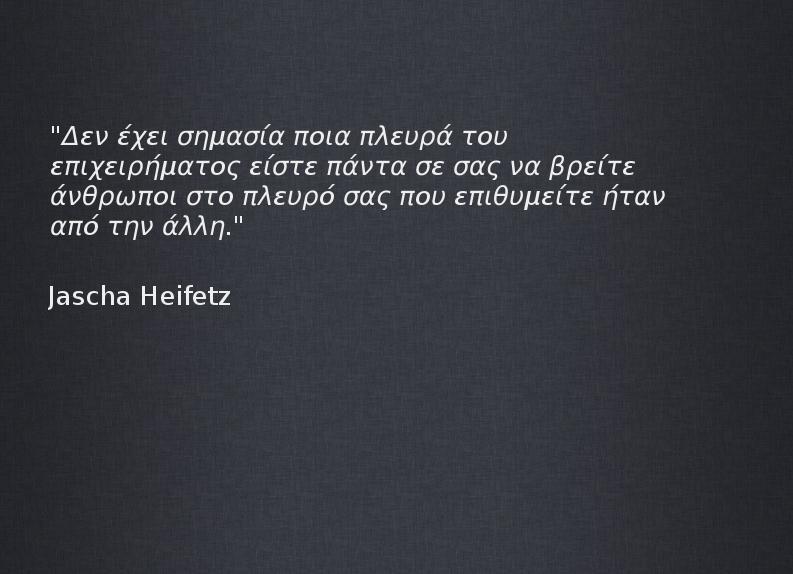 "Δεν έχει σημασία ποια πλευρά του
επιχειρήματος είστε πάντα σε σας να βρείτε
άνθρωποι στο πλευρό σας που επιθυμείτε ήταν
από την άλλη."
Jascha Heifetz